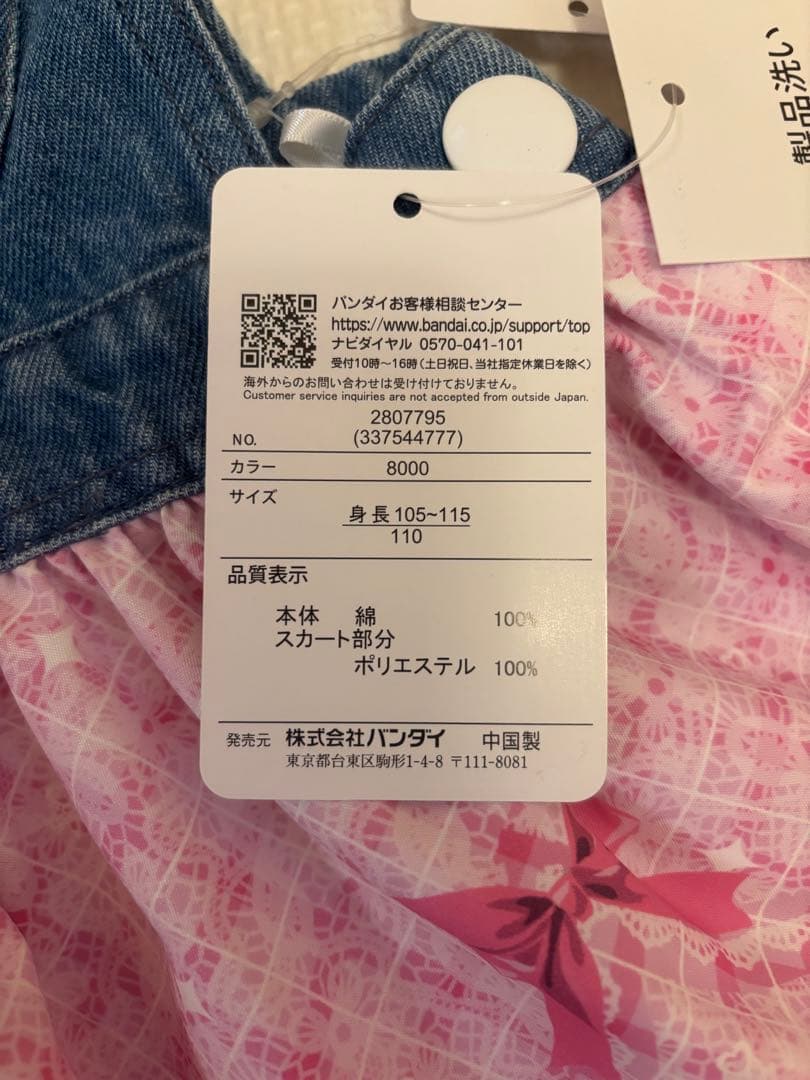 製品洗い
バンダイお客様相談センター
https://www.bandai.co.jp/support/top
ナビダイヤル 0570-041-101
受付10時～16時(土日祝日、当社指定休業日を除く)
海外からのお問い合わせは受け付けておりません。
Customer service inquiries are not accepted from outside Japan.
2807795
NO. (337544777)
カラー 8000
サイズ
身長 105~115
110
品質表示
本体 綿 100%
スカート部分
ポリエステル 100%
発売元 株式会社バンダイ 中国製
東京都台東区駒形1-4-8 〒111-8081